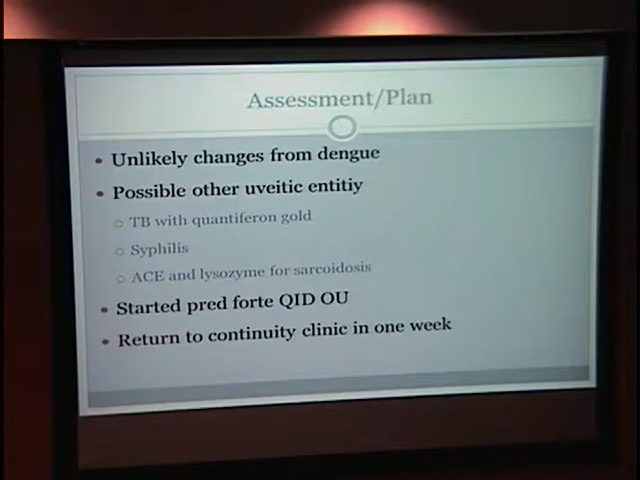 Assessment/Plan
• Unlikely changes from dengue
• Possible other uveitic entitiy
○ TB with quantiferon gold
○ Syphilis
○ ACE and lysozyme for sarcoidosis
• Started pred forte QID OU
• Return to continuity clinic in one week